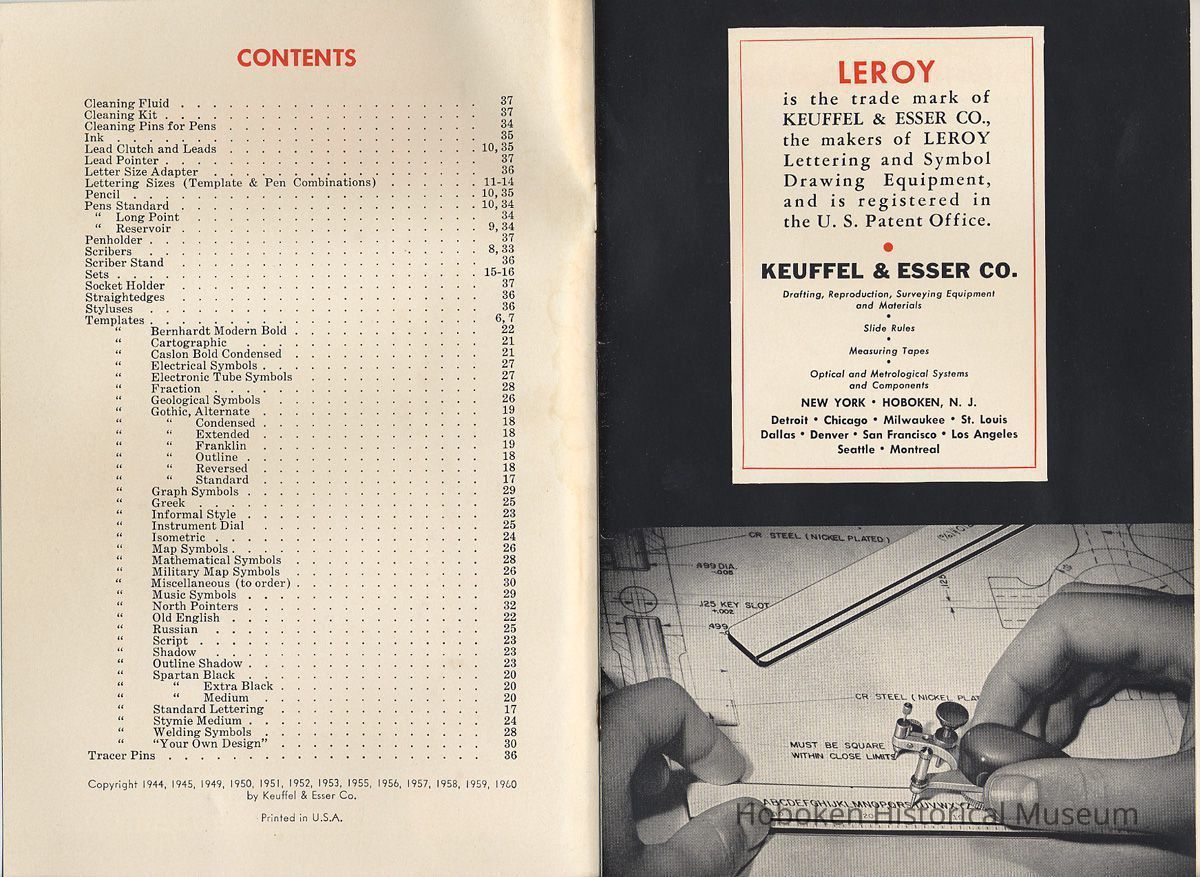 CONTENTS
Cleaning Fluid . . . . . 37
Cleaning Kit . . . . . 37
Cleaning Pins for Pens . . . . . 34
Ink . . . . . 35
Lead Clutch and Leads . . . . . 10, 35
Lead Pointer . . . . . 37
Letter Size Adapter . . . . . 36
Lettering Sizes (Template & Pen Combinations) . . . . . 11-14
Pencil . . . . . 10, 35
Pens Standard . . . . . 10, 34
“ Long Point . . . . . 34
“ Reservoir . . . . . 9, 34
Penholder . . . . . 37
Scribers . . . . . 8, 33
Scriber Stand . . . . . 36
Sets . . . . . 15-16
Socket Holder . . . . . 37
Straightedges . . . . . 36
Styluses . . . . . 36
Templates . . . . . 6, 7
“ Bernhardt Modern Bold . . . . . 22
“ Cartographic . . . . . 21
“ Caslon Bold Condensed . . . . . 21
“ Electrical Symbols . . . . . 27
“ Electronic Tube Symbols . . . . . 27
“ Fraction . . . . . 28
“ Geological Symbols . . . . . 26
“ Gothic, Alternate . . . . . 19
“ “ Condensed . . . . . 18
“ “ Extended . . . . . 18
“ “ Franklin . . . . . 19
“ “ Outline . . . . . 18
“ “ Reversed . . . . . 18
“ “ Standard . . . . . 17
“ Graph Symbols . . . . . 29
“ Greek . . . . . 25
“ Informal Style . . . . . 23
“ Instrument Dial . . . . . 25
“ Isometric . . . . . 24
“ Map Symbols . . . . . 26
“ Mathematical Symbols . . . . . 28
“ Military Map Symbols . . . . . 26
“ Miscellaneous (to order) . . . . . 30
“ Music Symbols . . . . . 29
“ North Pointers . . . . . 32
“ Old English . . . . . 22
“ Russian . . . . . 25
“ Script . . . . . 23
“ Shadow . . . . . 23
“ Outline Shadow . . . . . 23
“ Spartan Black . . . . . 20
“ “ Extra Black . . . . . 20
“ “ Medium . . . . . 20
“ Standard Lettering . . . . . 17
“ Stymie Medium . . . . . 24
“ Welding Symbols . . . . . 28
“ “Your Own Design” . . . . . 30
Tracer Pins . . . . . 36
Copyright 1944, 1945, 1949, 1950, 1951, 1952, 1953, 1955, 1956, 1957, 1958, 1959, 1960
by Keuffel & Esser Co.
Printed in U.S.A.
LEROY
is the trade mark of
KEUFFEL & ESSER CO.,
the makers of LEROY
Lettering and Symbol
Drawing Equipment,
and is registered in
the U. S. Patent Office.
•
KEUFFEL & ESSER CO.
Drafting, Reproduction, Surveying Equipment
and Materials
•
Slide Rules
•
Measuring Tapes
•
Optical and Metrological Systems
and Components
NEW YORK • HOBOKEN, N. J.
Detroit • Chicago • Milwaukee • St. Louis
Dallas • Denver • San Francisco • Los Angeles
Seattle • Montreal
CR STEEL (NICKEL PLATED)
.499 DIA.
-.005
.125
.125 KEY SLOT
+.002
.499
CR STEEL (NICKEL PLAT
MUST BE SQUARE
WITHIN CLOSE LIMITS
ABCDEFGHIJKLMNOPQRSTUVWXYZ
Hoboken Historical Museum